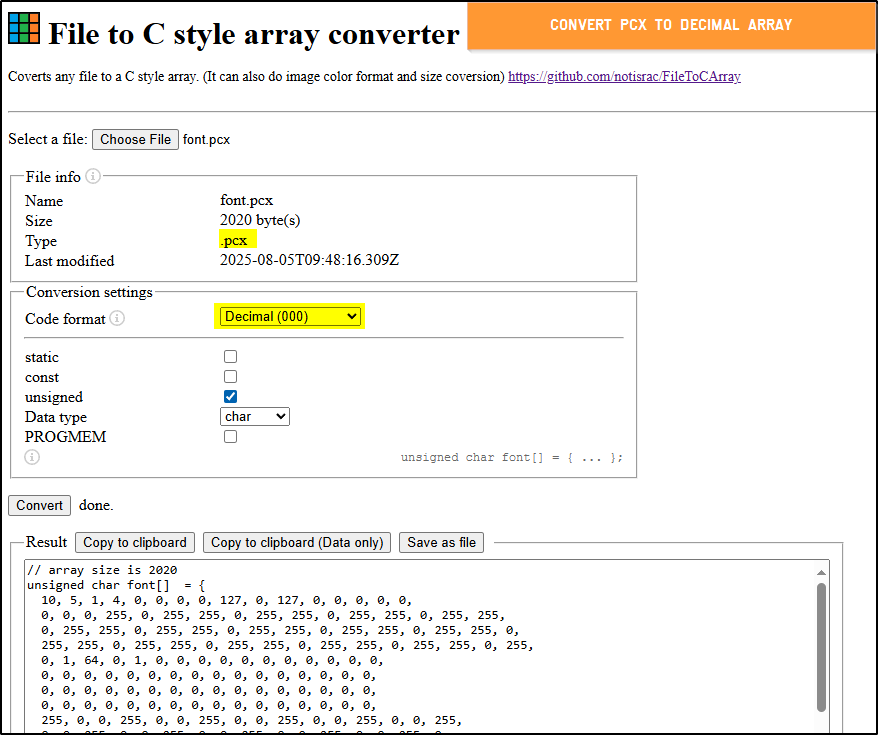 File to C style array converter
CONVERT PCX TO DECIMAL ARRAY
Coverts any file to a C style array. (It can also do image color format and size coversion) https://github.com/notisrac/FileToCArray
Select a file: Choose File font.pcx
File info
Name font.pcx
Size 2020 byte(s)
Type .pcx
Last modified 2025-08-05T09:48:16.309Z
Conversion settings
Code format Decimal (000)
static
const
unsigned
Data type char
PROGMEM
unsigned char font[] = { ... };
Convert done.
Result Copy to clipboard Copy to clipboard (Data only) Save as file
// array size is 2020
unsigned char font[]  = {
10, 5, 1, 4, 0, 0, 0, 0, 127, 0, 127, 0, 0, 0, 0, 0,
0, 0, 0, 255, 0, 255, 255, 0, 255, 255, 0, 255, 255, 0, 255, 255,
0, 255, 255, 0, 255, 255, 0, 255, 255, 0, 255, 255, 0, 255, 255, 0,
255, 255, 0, 255, 255, 0, 255, 255, 0, 255, 255, 0, 255, 255, 0, 255,
0, 1, 64, 0, 1, 0, 0, 0, 0, 0, 0, 0, 0, 0, 0, 0,
0, 0, 0, 0, 0, 0, 0, 0, 0, 0, 0, 0, 0, 0, 0, 0,
0, 0, 0, 0, 0, 0, 0, 0, 0, 0, 0, 0, 0, 0, 0, 0,
0, 0, 0, 0, 0, 0, 0, 0, 0, 0, 0, 0, 0, 0, 0, 0,
255, 0, 0, 255, 0, 0, 255, 0, 0, 255, 0, 0, 255, 0, 0, 255,